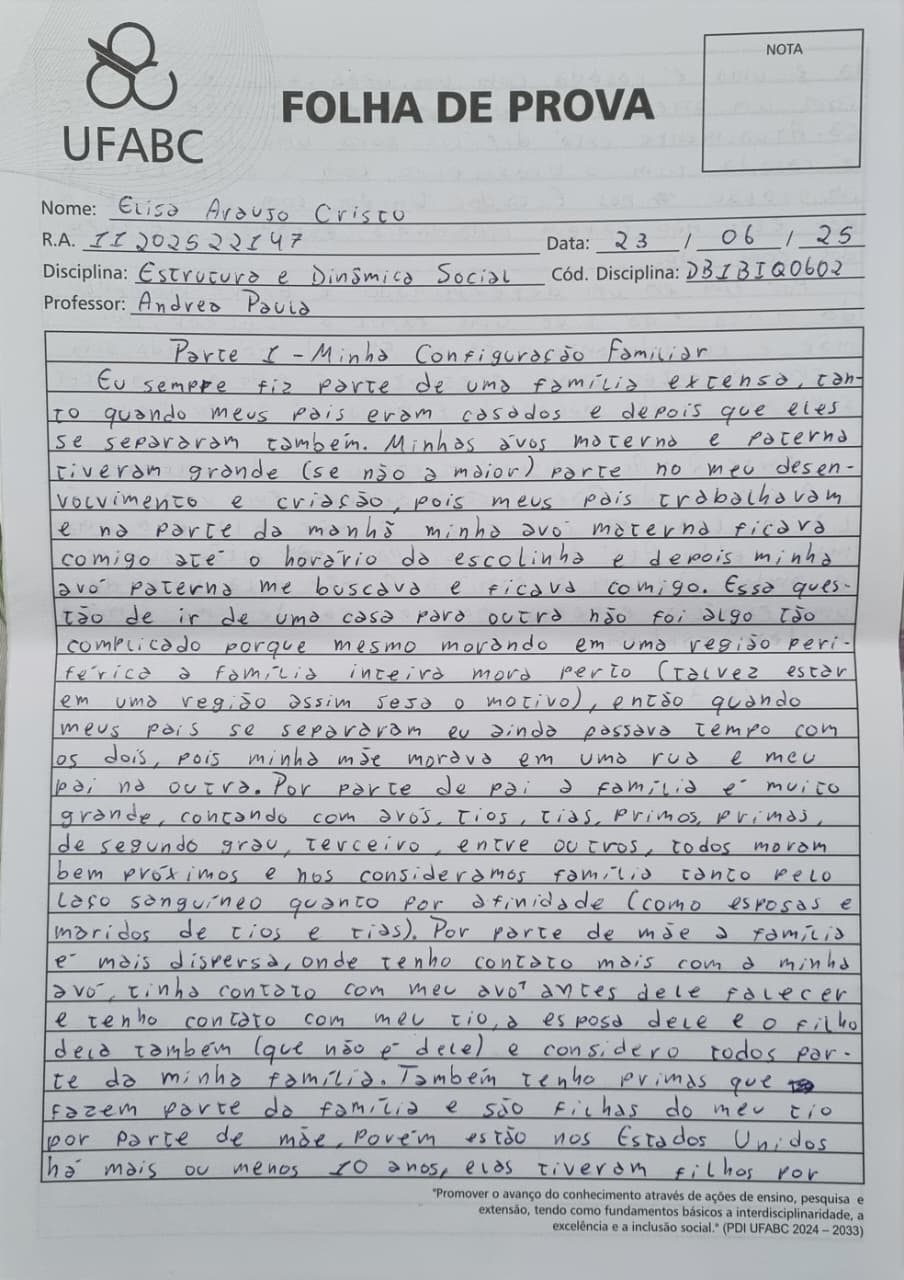 UFABC
FOLHA DE PROVA
NOTA
Nome: Elisa Araujo Cristo
R.A. II202522147 Data: 23 / 06 / 25
Disciplina: Estrutura e Dinâmica Social Cód. Disciplina: DBIBIQ0602
Professor: Andrea Paula
Parte I - Minha Configuração Familiar
Eu sempre fiz parte de uma família extensa, tan-
to quando meus pais eram casados e depois que eles
se separaram também. Minhas ávos materna e paterna
tiveram grande (se não a maior) parte no meu desen-
volvimento e criação, pois meus pais trabalhavam
e na parte da manhã minha avó materna ficava
comigo até o horário da escolinha e depois minha
avó paterna me buscava e ficava comigo. Essa ques-
tão de ir de uma casa para outra não foi algo tão
complicado porque mesmo morando em uma região peri-
férica a família inteira mora perto (talvez estar
em uma região assim seja o motivo), então quando
meus pais se separaram eu ainda passava tempo com
os dois, pois minha mãe morava em uma rua e meu
pai na outra. Por parte de pai a família é muito
grande, contando com avós, tios, tias, primos, primas,
de segundo grau, terceiro, entre outros, todos moram
bem próximos e nos consideramos família tanto pelo
laço sanguíneo quanto por afinidade (como esposas e
maridos de tios e tias). Por parte de mãe a família
é mais dispersa, onde tenho contato mais com a minha
avó, tinha contato com meu avô antes dele falecer
e tenho contato com meu tio, a esposa dele e o filho
dela também (que não é dele) e considero todos par-
te da minha família. Também tenho primas que
fazem parte da família e são filhas do meu tio
por parte de mãe, porém estão nos Estados Unidos
há mais ou menos 10 anos, elas tiveram filhos por
"Promover o avanço do conhecimento através de ações de ensino, pesquisa e
extensão, tendo como fundamentos básicos a interdisciplinaridade, a
excelência e a inclusão social." (PDI UFABC 2024 – 2033)